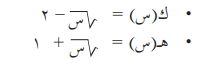 • ك(س) = √س − ٢
• هـ(س) = √س + ١